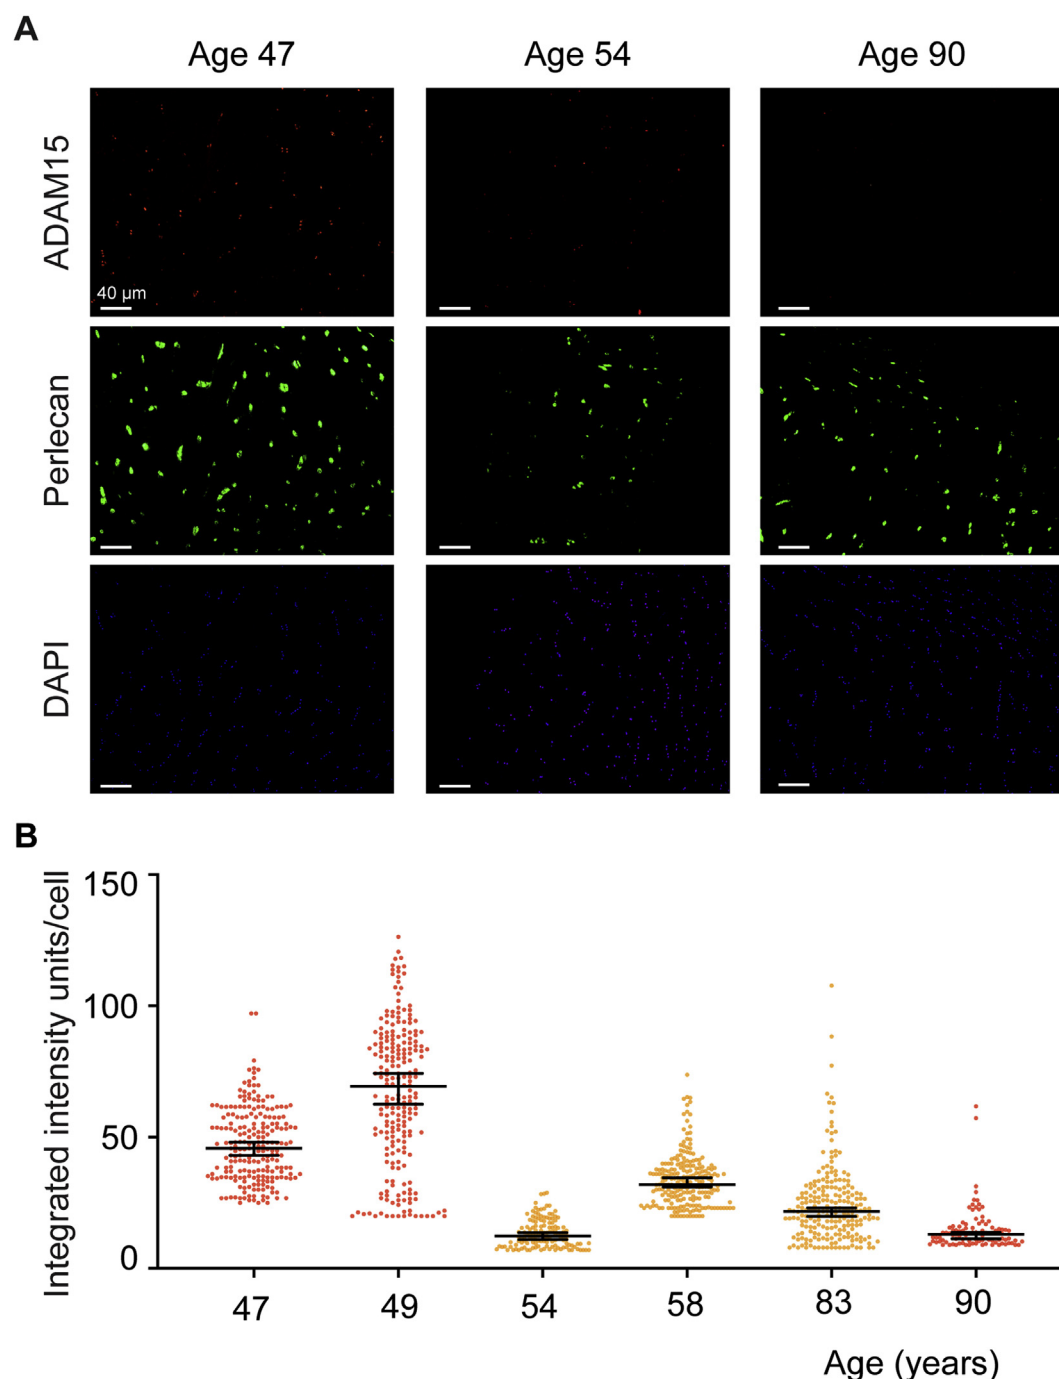 A
Age 47 Age 54 Age 90
ADAM15
40 μm
Perlecan
DAPI
B
Integrated intensity units/cell
150
100
50
0
47 49 54 58 83 90
Age (years)